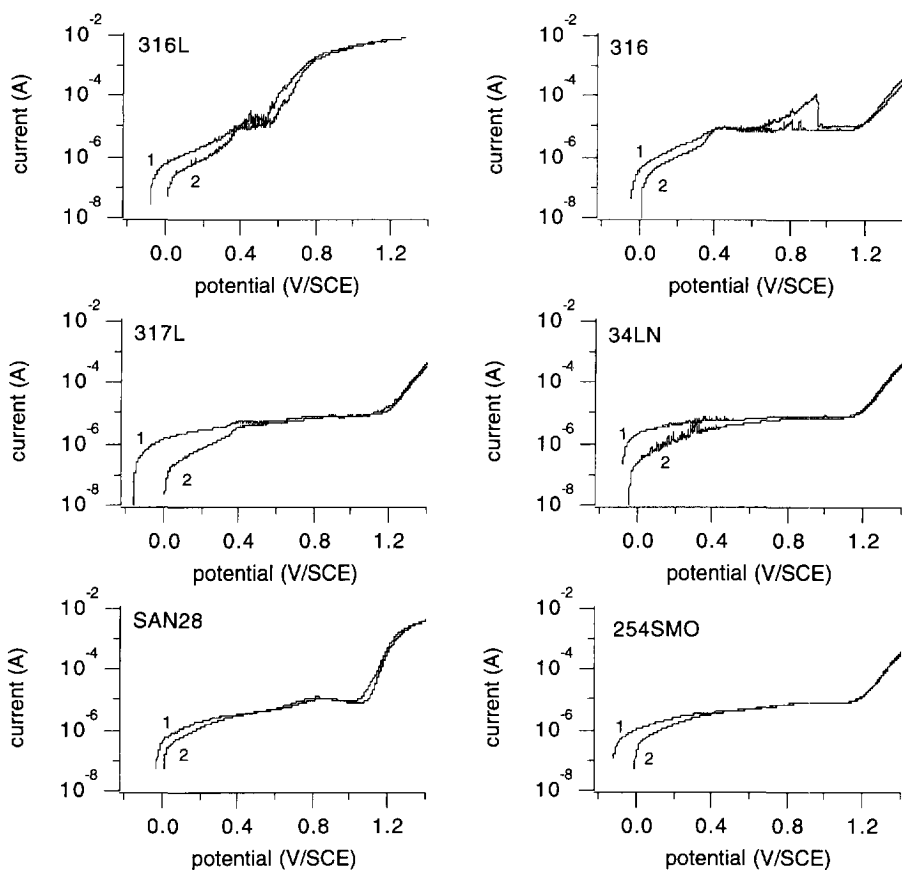 316L
current (A)
10⁻²
10⁻⁴
10⁻⁶
10⁻⁸
1
2
0.0 0.4 0.8 1.2
potential (V/SCE)
316
current (A)
10⁻²
10⁻⁴
10⁻⁶
10⁻⁸
1
2
0.0 0.4 0.8 1.2
potential (V/SCE)
317L
current (A)
10⁻²
10⁻⁴
10⁻⁶
10⁻⁸
1
2
0.0 0.4 0.8 1.2
potential (V/SCE)
34LN
current (A)
10⁻²
10⁻⁴
10⁻⁶
10⁻⁸
1
2
0.0 0.4 0.8 1.2
potential (V/SCE)
SAN28
current (A)
10⁻²
10⁻⁴
10⁻⁶
10⁻⁸
1
2
0.0 0.4 0.8 1.2
potential (V/SCE)
254SMO
current (A)
10⁻²
10⁻⁴
10⁻⁶
10⁻⁸
1
2
0.0 0.4 0.8 1.2
potential (V/SCE)